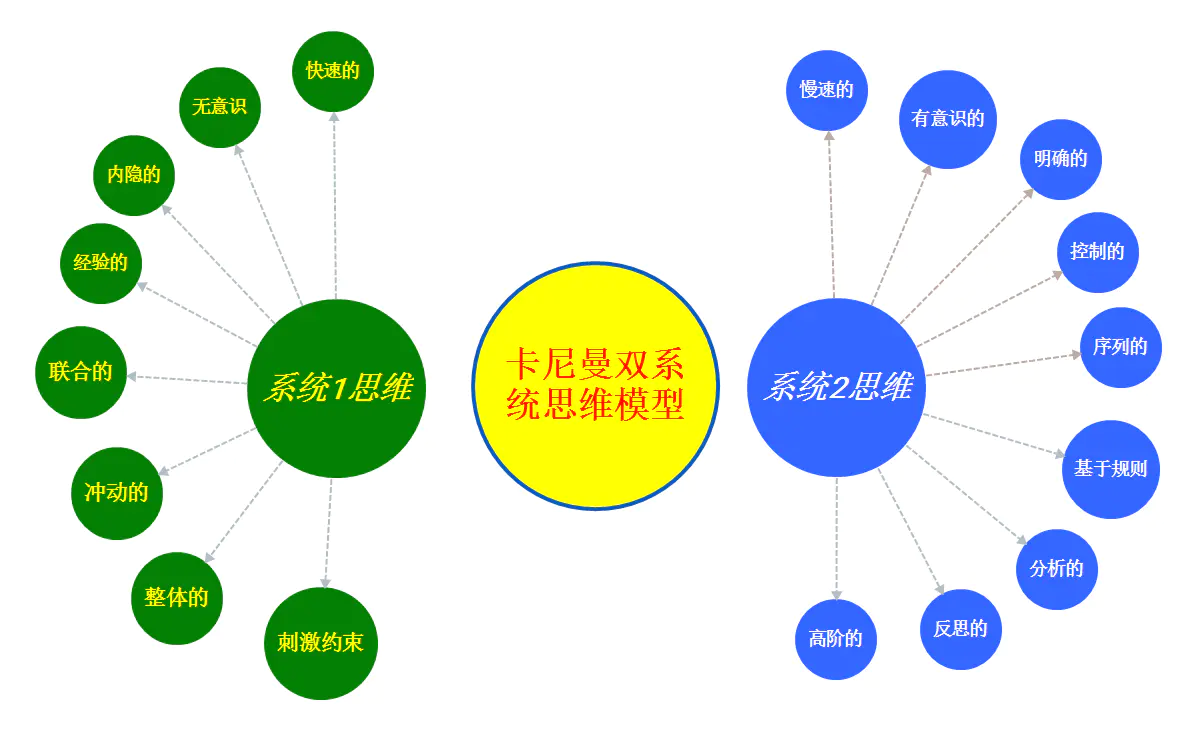 快速的
无意识
内隐的
经验的
联合的
冲动的
整体的
刺激约束
系统1思维
卡尼曼双系
统思维模型
系统2思维
慢速的
有意识的
明确的
控制的
序列的
基于规则
分析的
反思的
高阶的